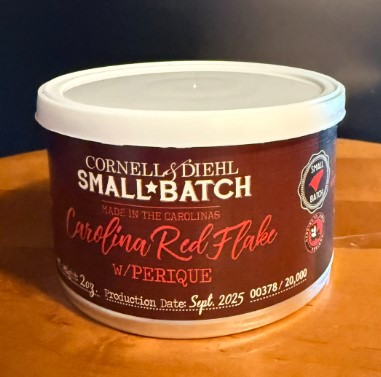 CORNELL & DIEHL
SMALL★BATCH
MADE IN THE CAROLINAS
Carolina Red Flake
W/PERIQUE
2oz. Production Date: Sept. 2025 00378 / 20,000
SMALL
BATCH